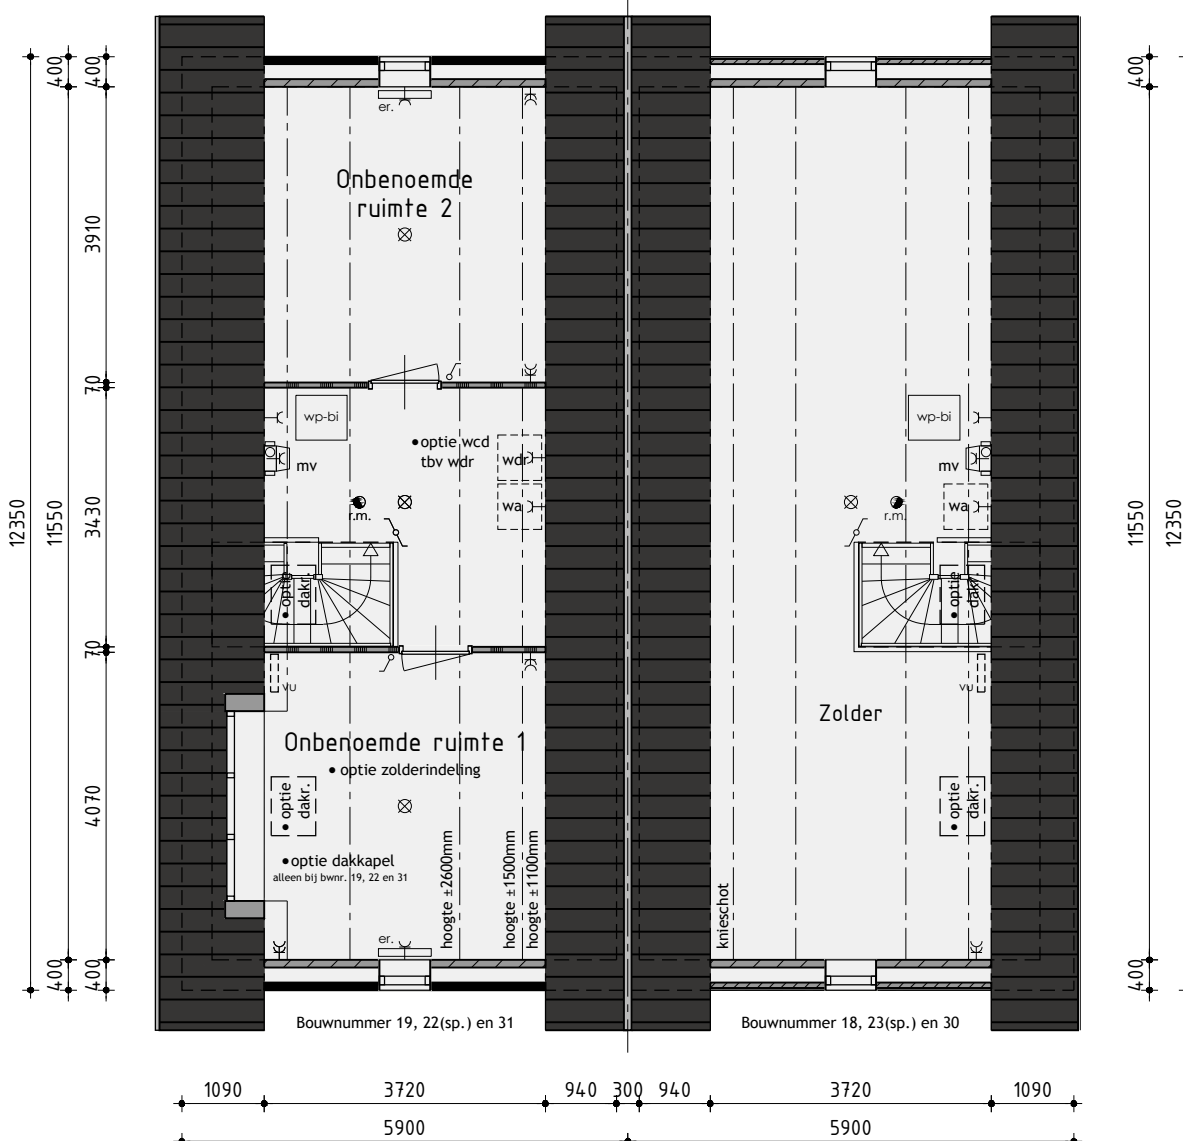 Onbenoemde
ruimte 2
er.
wp-bi
mv
optie wcd
tbv wdr
wdr
wa
r.m.
optie
dakr.
vu
Onbenoemde ruimte 1
optie zolderindeling
optie
dakr.
optie dakkapel
alleen bij bwnr. 19, 22 en 31
hoogte ±2600mm
hoogte ±1500mm
hoogte ±1100mm
er.
Bouwnummer 19, 22(sp.) en 31
wp-bi
mv
wa
r.m.
optie
dakr.
vu
Zolder
optie
dakr.
knieschot
Bouwnummer 18, 23(sp.) en 30
12350
11550
400
400
400
3910
70
3430
70
4070
400
400
400
11550
12350
400
1090
3720
940
300
940
3720
1090
5900
5900